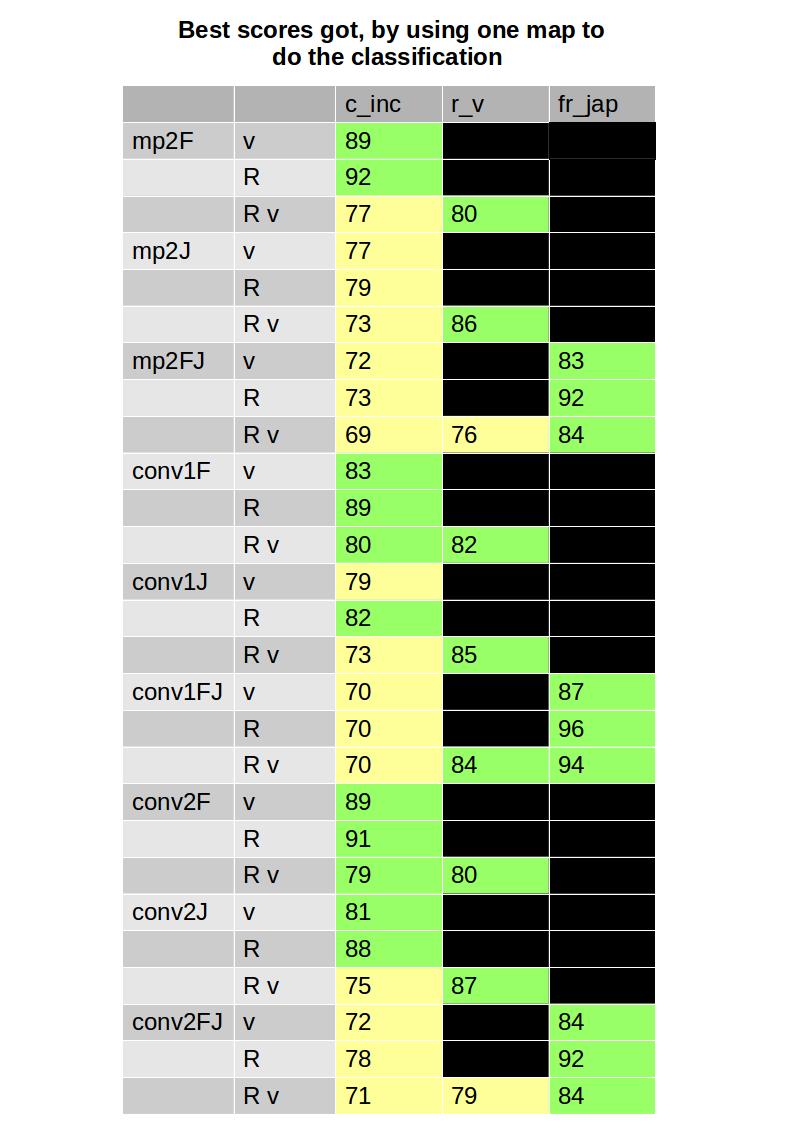 Best scores got, by using one map to
do the classification
c_inc r_v fr_jap
mp2F v 89
R 92
R v 77 80
mp2J v 77
R 79
R v 73 86
mp2FJ v 72 83
R 73 92
R v 69 76 84
conv1F v 83
R 89
R v 80 82
conv1J v 79
R 82
R v 73 85
conv1FJ v 70 87
R 70 96
R v 70 84 94
conv2F v 89
R 91
R v 79 80
conv2J v 81
R 88
R v 75 87
conv2FJ v 72 84
R 78 92
R v 71 79 84